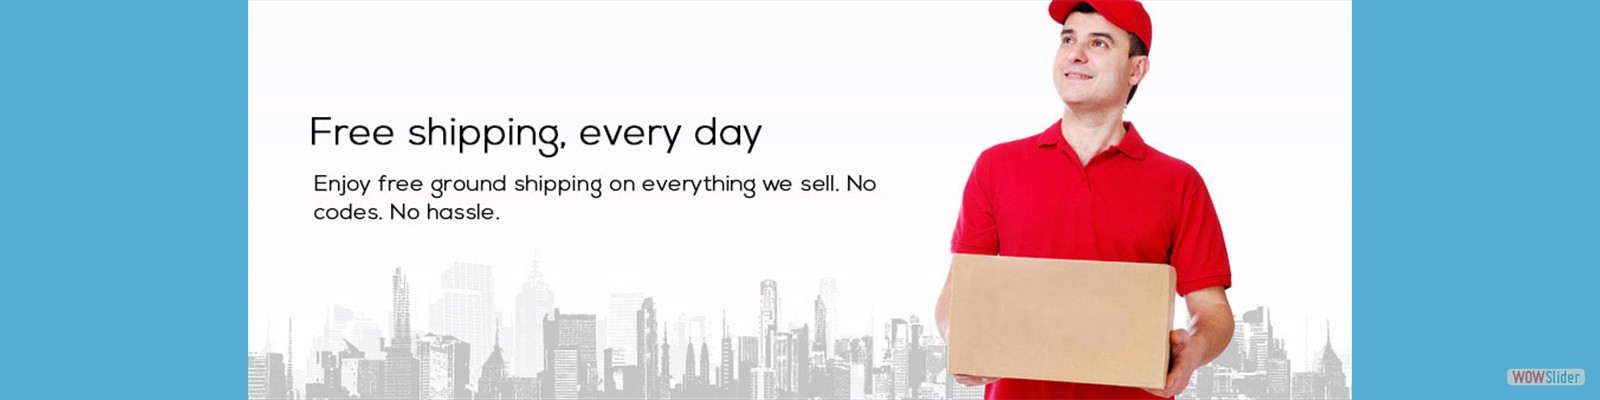 Free shipping, every day
Enjoy free ground shipping on everything we sell. No
codes. No hassle.
WOWSlider